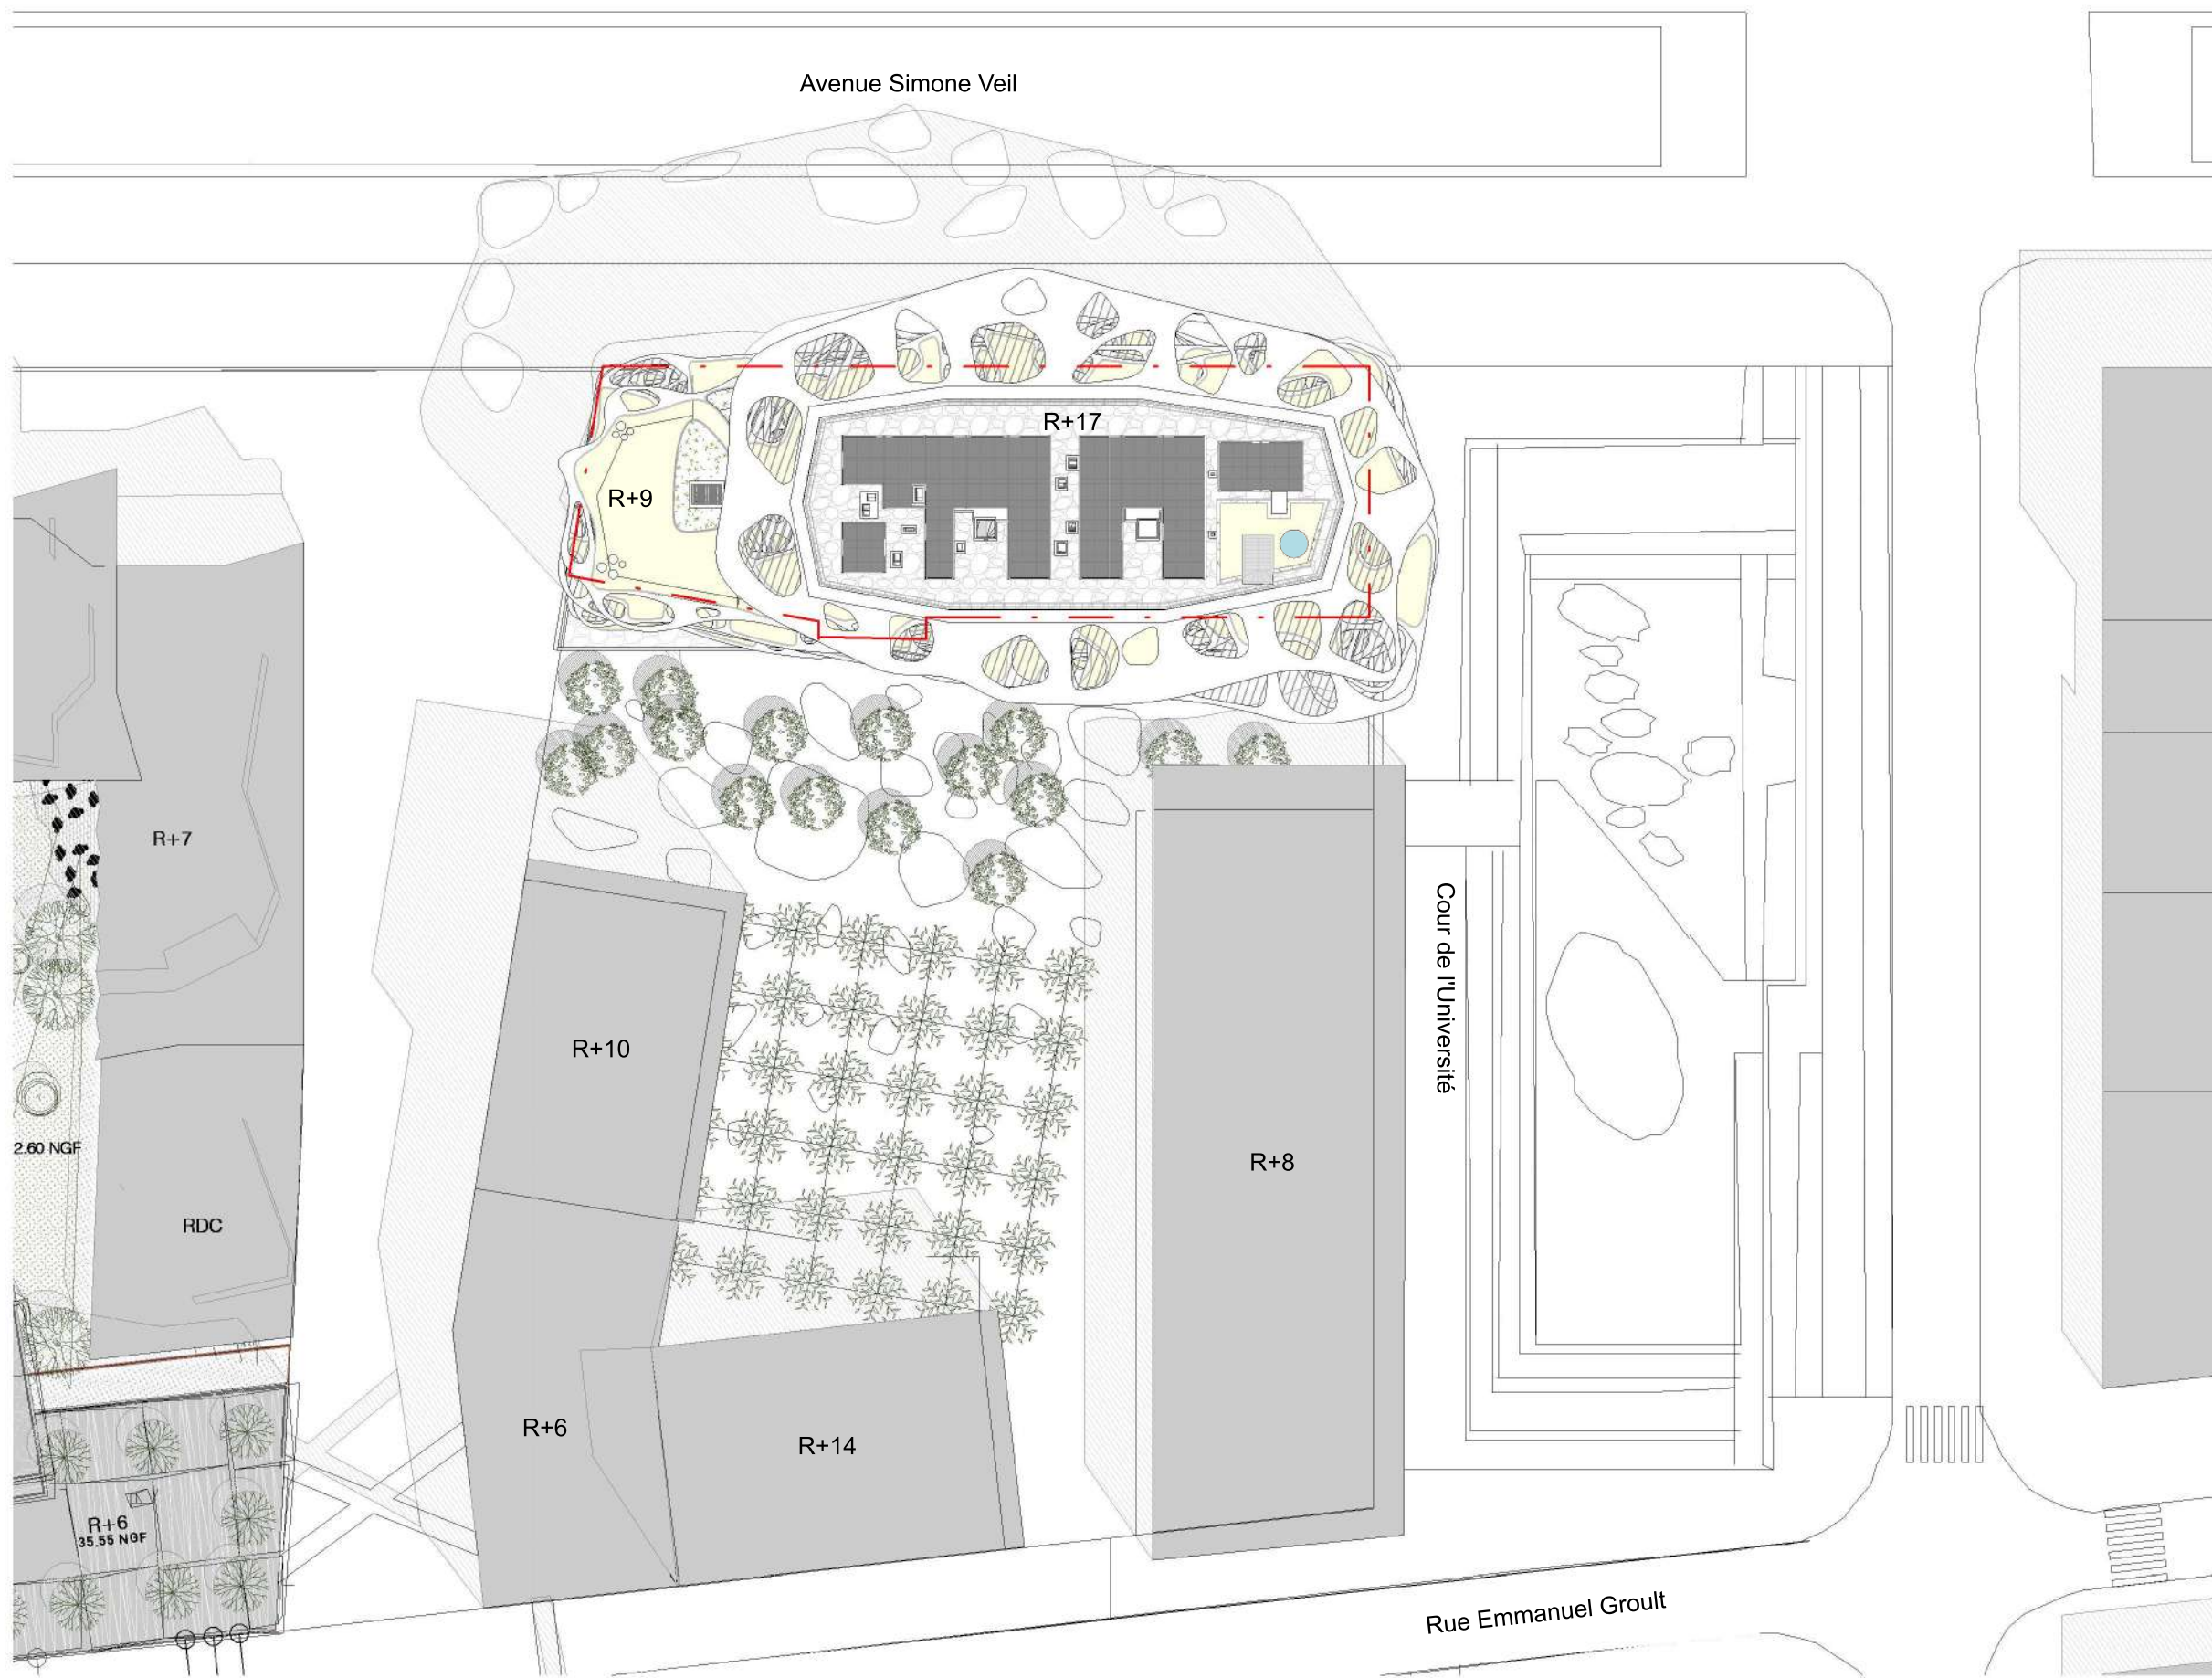 Avenue Simone Veil
R+17
R+9
R+7
Cour de l'Université
R+10
2.60 NGF
R+8
RDC
R+6
R+14
R+6
35.55 NGF
Rue Emmanuel Groult